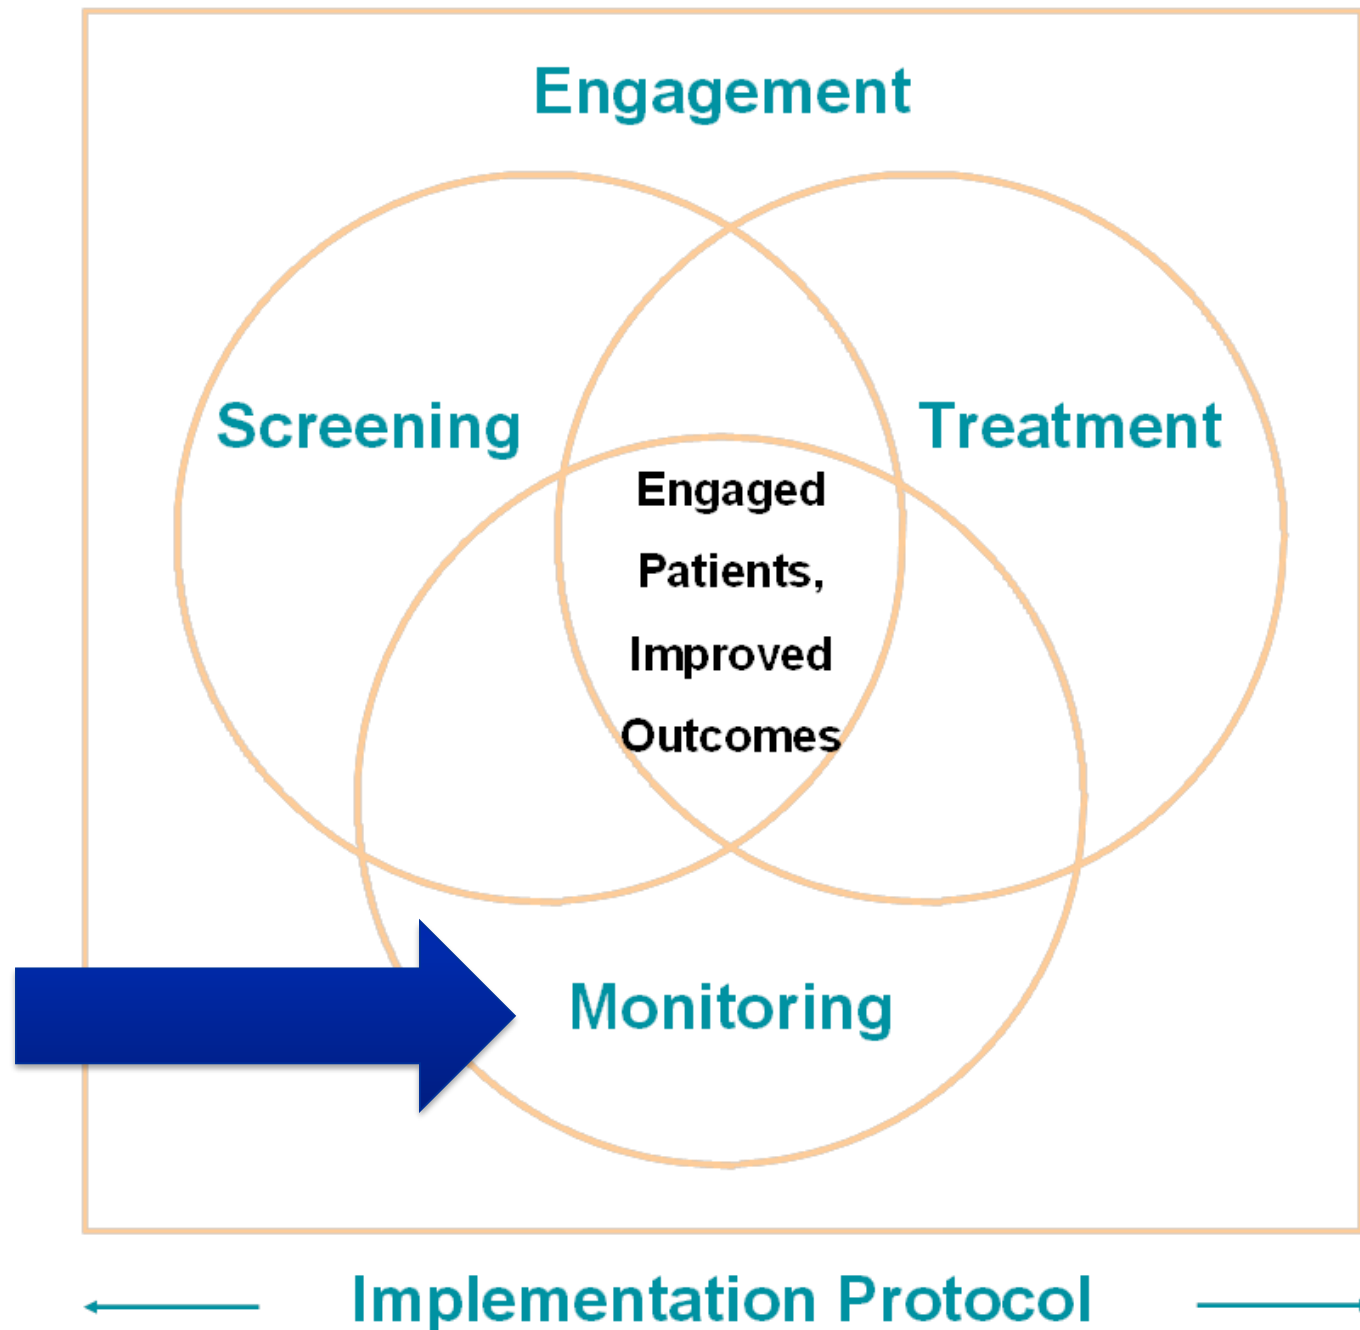 Engagement
Screening
Treatment
Engaged
Patients,
Improved
Outcomes
Monitoring
Implementation Protocol